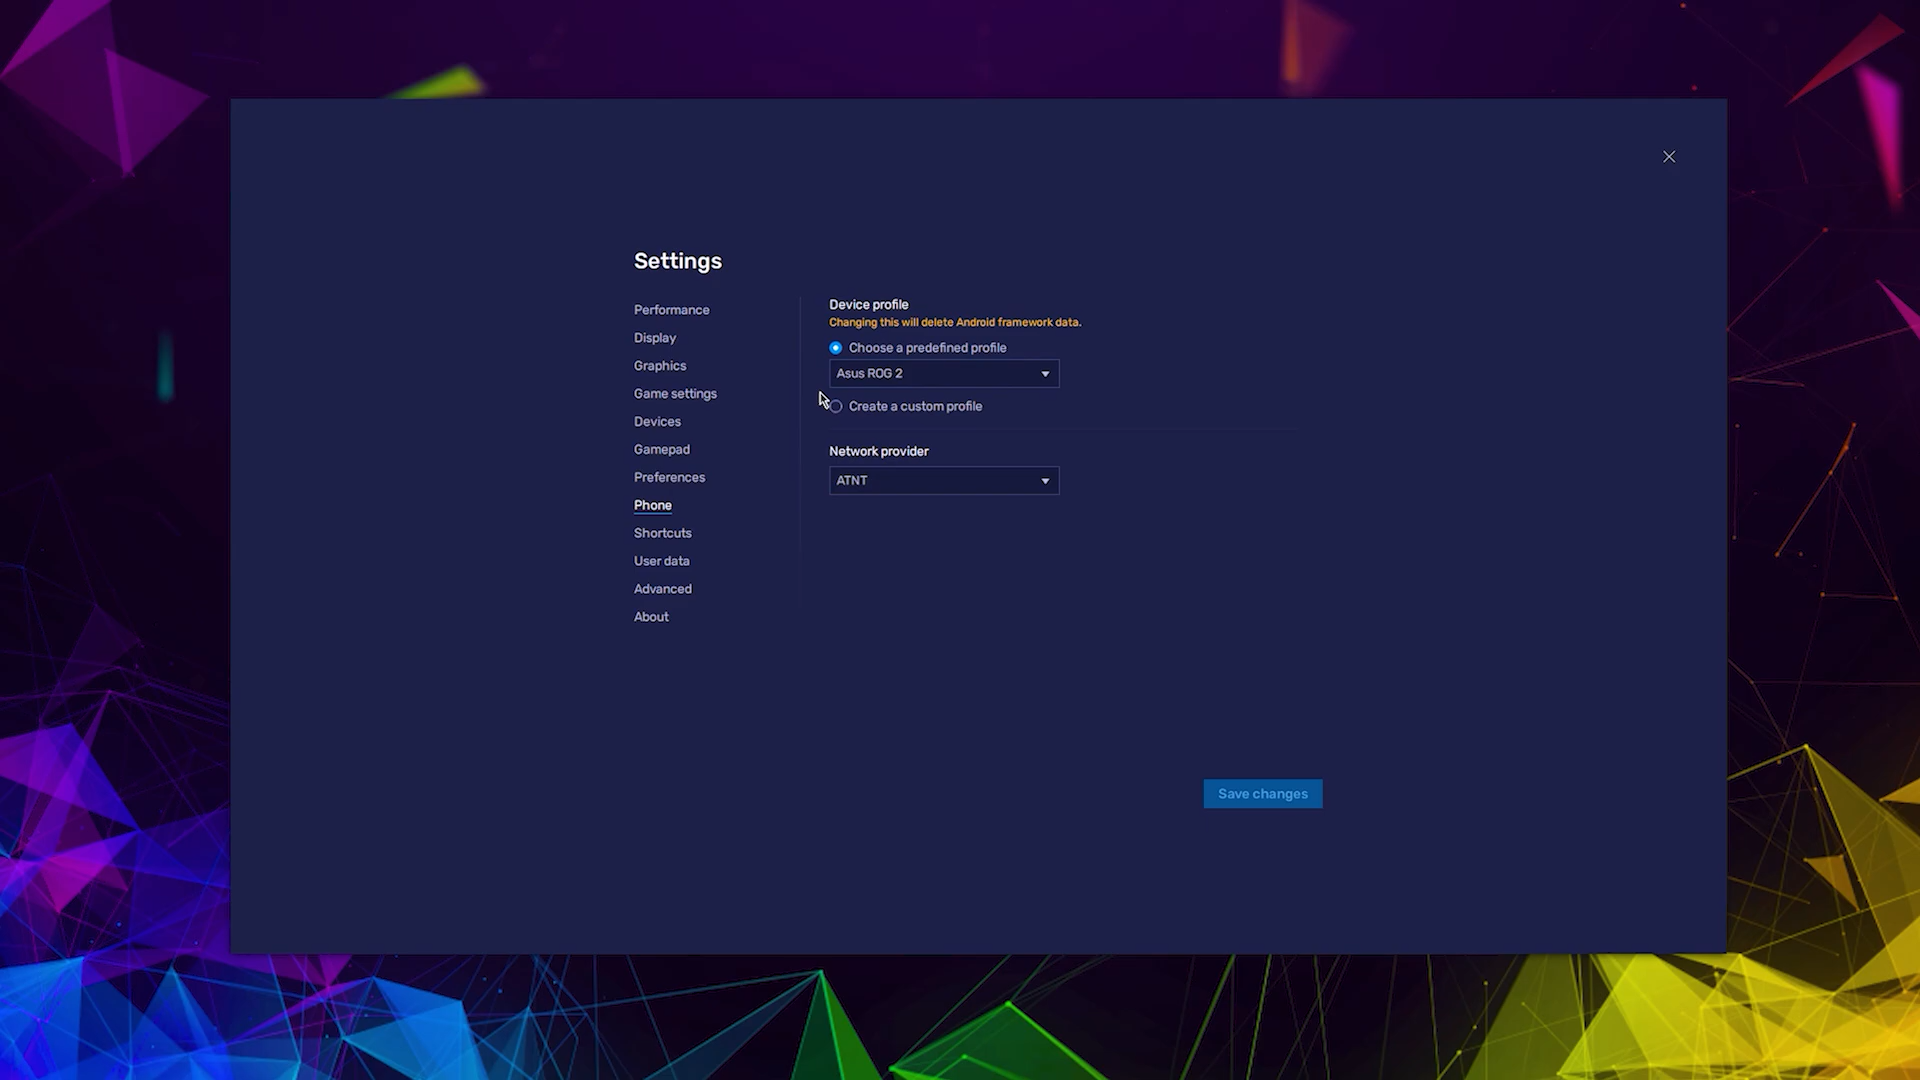 Settings
Performance
Display
Graphics
Game settings
Devices
Gamepad
Preferences
Phone
Shortcuts
User data
Advanced
About
Device profile
Changing this will delete Android framework data.
Choose a predefined profile
Asus ROG 2
Create a custom profile
Network provider
ATNT
Save changes